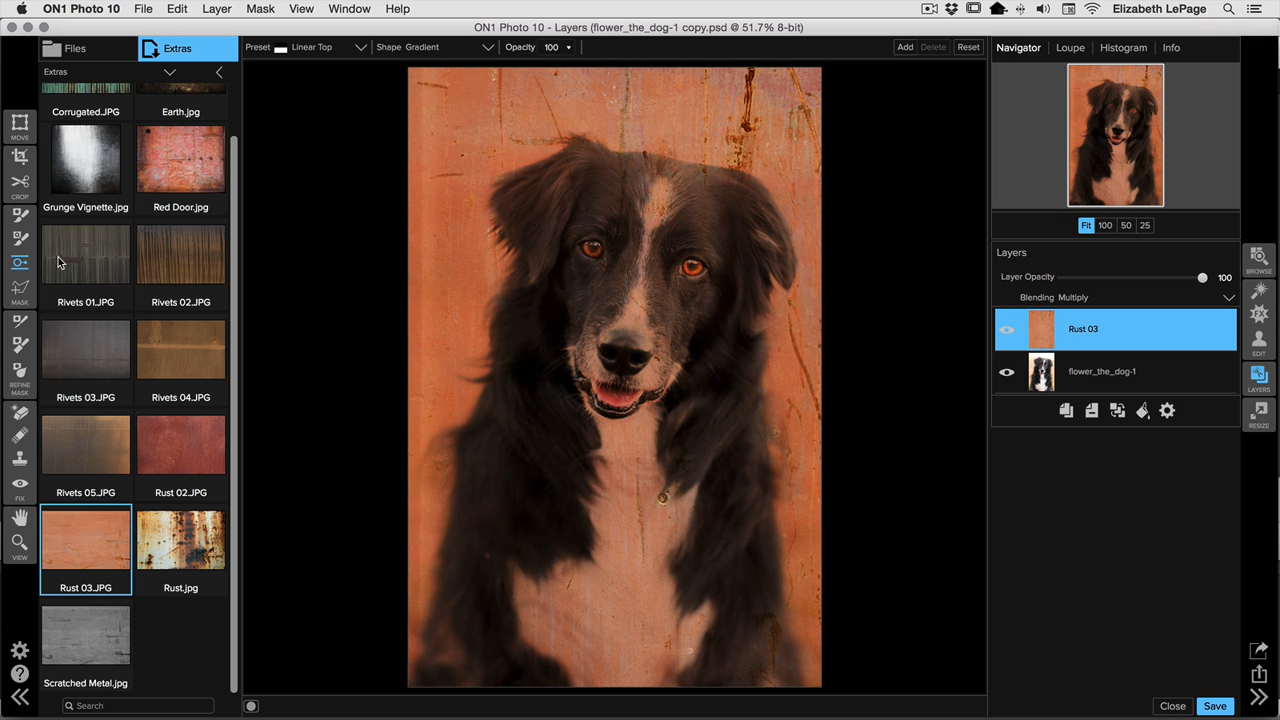 ON1 Photo 10 File Edit Layer Mask View Window Help Elizabeth LePage
ON1 Photo 10 - Layers (flower_the_dog-1 copy.psd @ 51.7% 8-bit)
Files Extras Preset Linear Top Shape Gradient Opacity 100 Add Delete Reset Navigator Loupe Histogram Info
Extras
Corrugated.JPG Earth.jpg
MOVE
Grunge Vignette.jpg Red Door.jpg
CROP
Fit 100 50 25
Layers
BROWSE
Layer Opacity 100
Rivets 01.JPG Rivets 02.JPG
MASK
Blending Multiply
Rust 03
EDIT
flower_the_dog-1
LAYERS
REFINE
MASK
Rivets 03.JPG Rivets 04.JPG
RESIZE
Rivets 05.JPG Rust 02.JPG
FIX
VIEW
Rust 03.JPG Rust.jpg
Scratched Metal.jpg
Search
Close Save